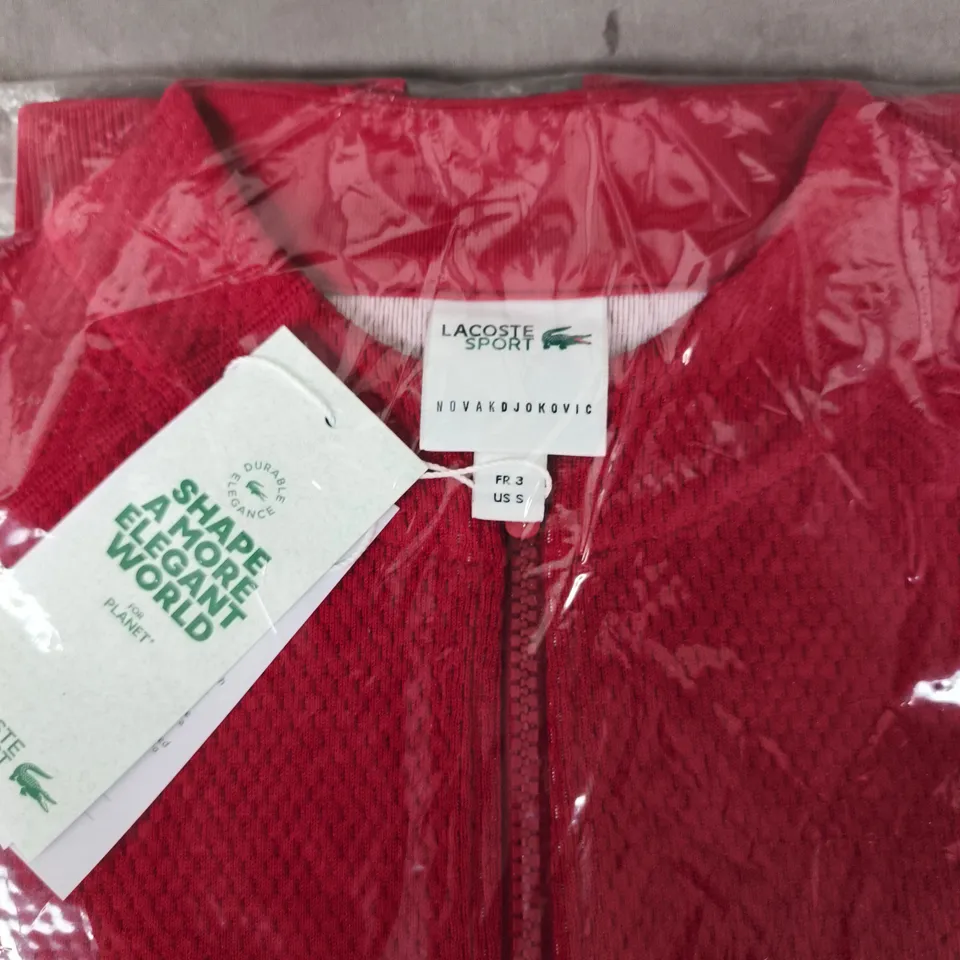 LACOSTE
SPORT
NOVAKDJOKOVIC
FR 3
US S
DURABLE
ELEGANCE
SHAPE
A MORE
ELEGANT
WORLD
FOR
PLANET*